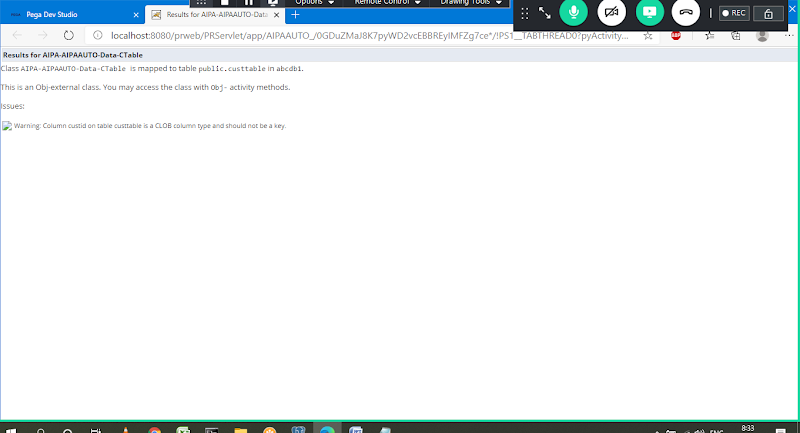 Options Remote Control Drawing Tools
Pega Dev Studio × Results for AIPA-AIPAAUTO-Data- × +
REC
localhost:8080/prweb/PRServlet/app/AIPAAUTO_/0GDuZMaJ8K7pyWD2vcEBBREyIMFZg7ce*/!PS1__TABTHREAD0?pyActivity...
ABP
Results for AIPA-AIPAAUTO-Data-CTable
Class AIPA-AIPAAUTO-Data-CTable is mapped to table public.custtable in abcdbi.
This is an Obj-external class. You may access the class with Obj- activity methods.
Issues:
Warning: Column custid on table custtable is a CLOB column type and should not be a key.
ENG
8:33